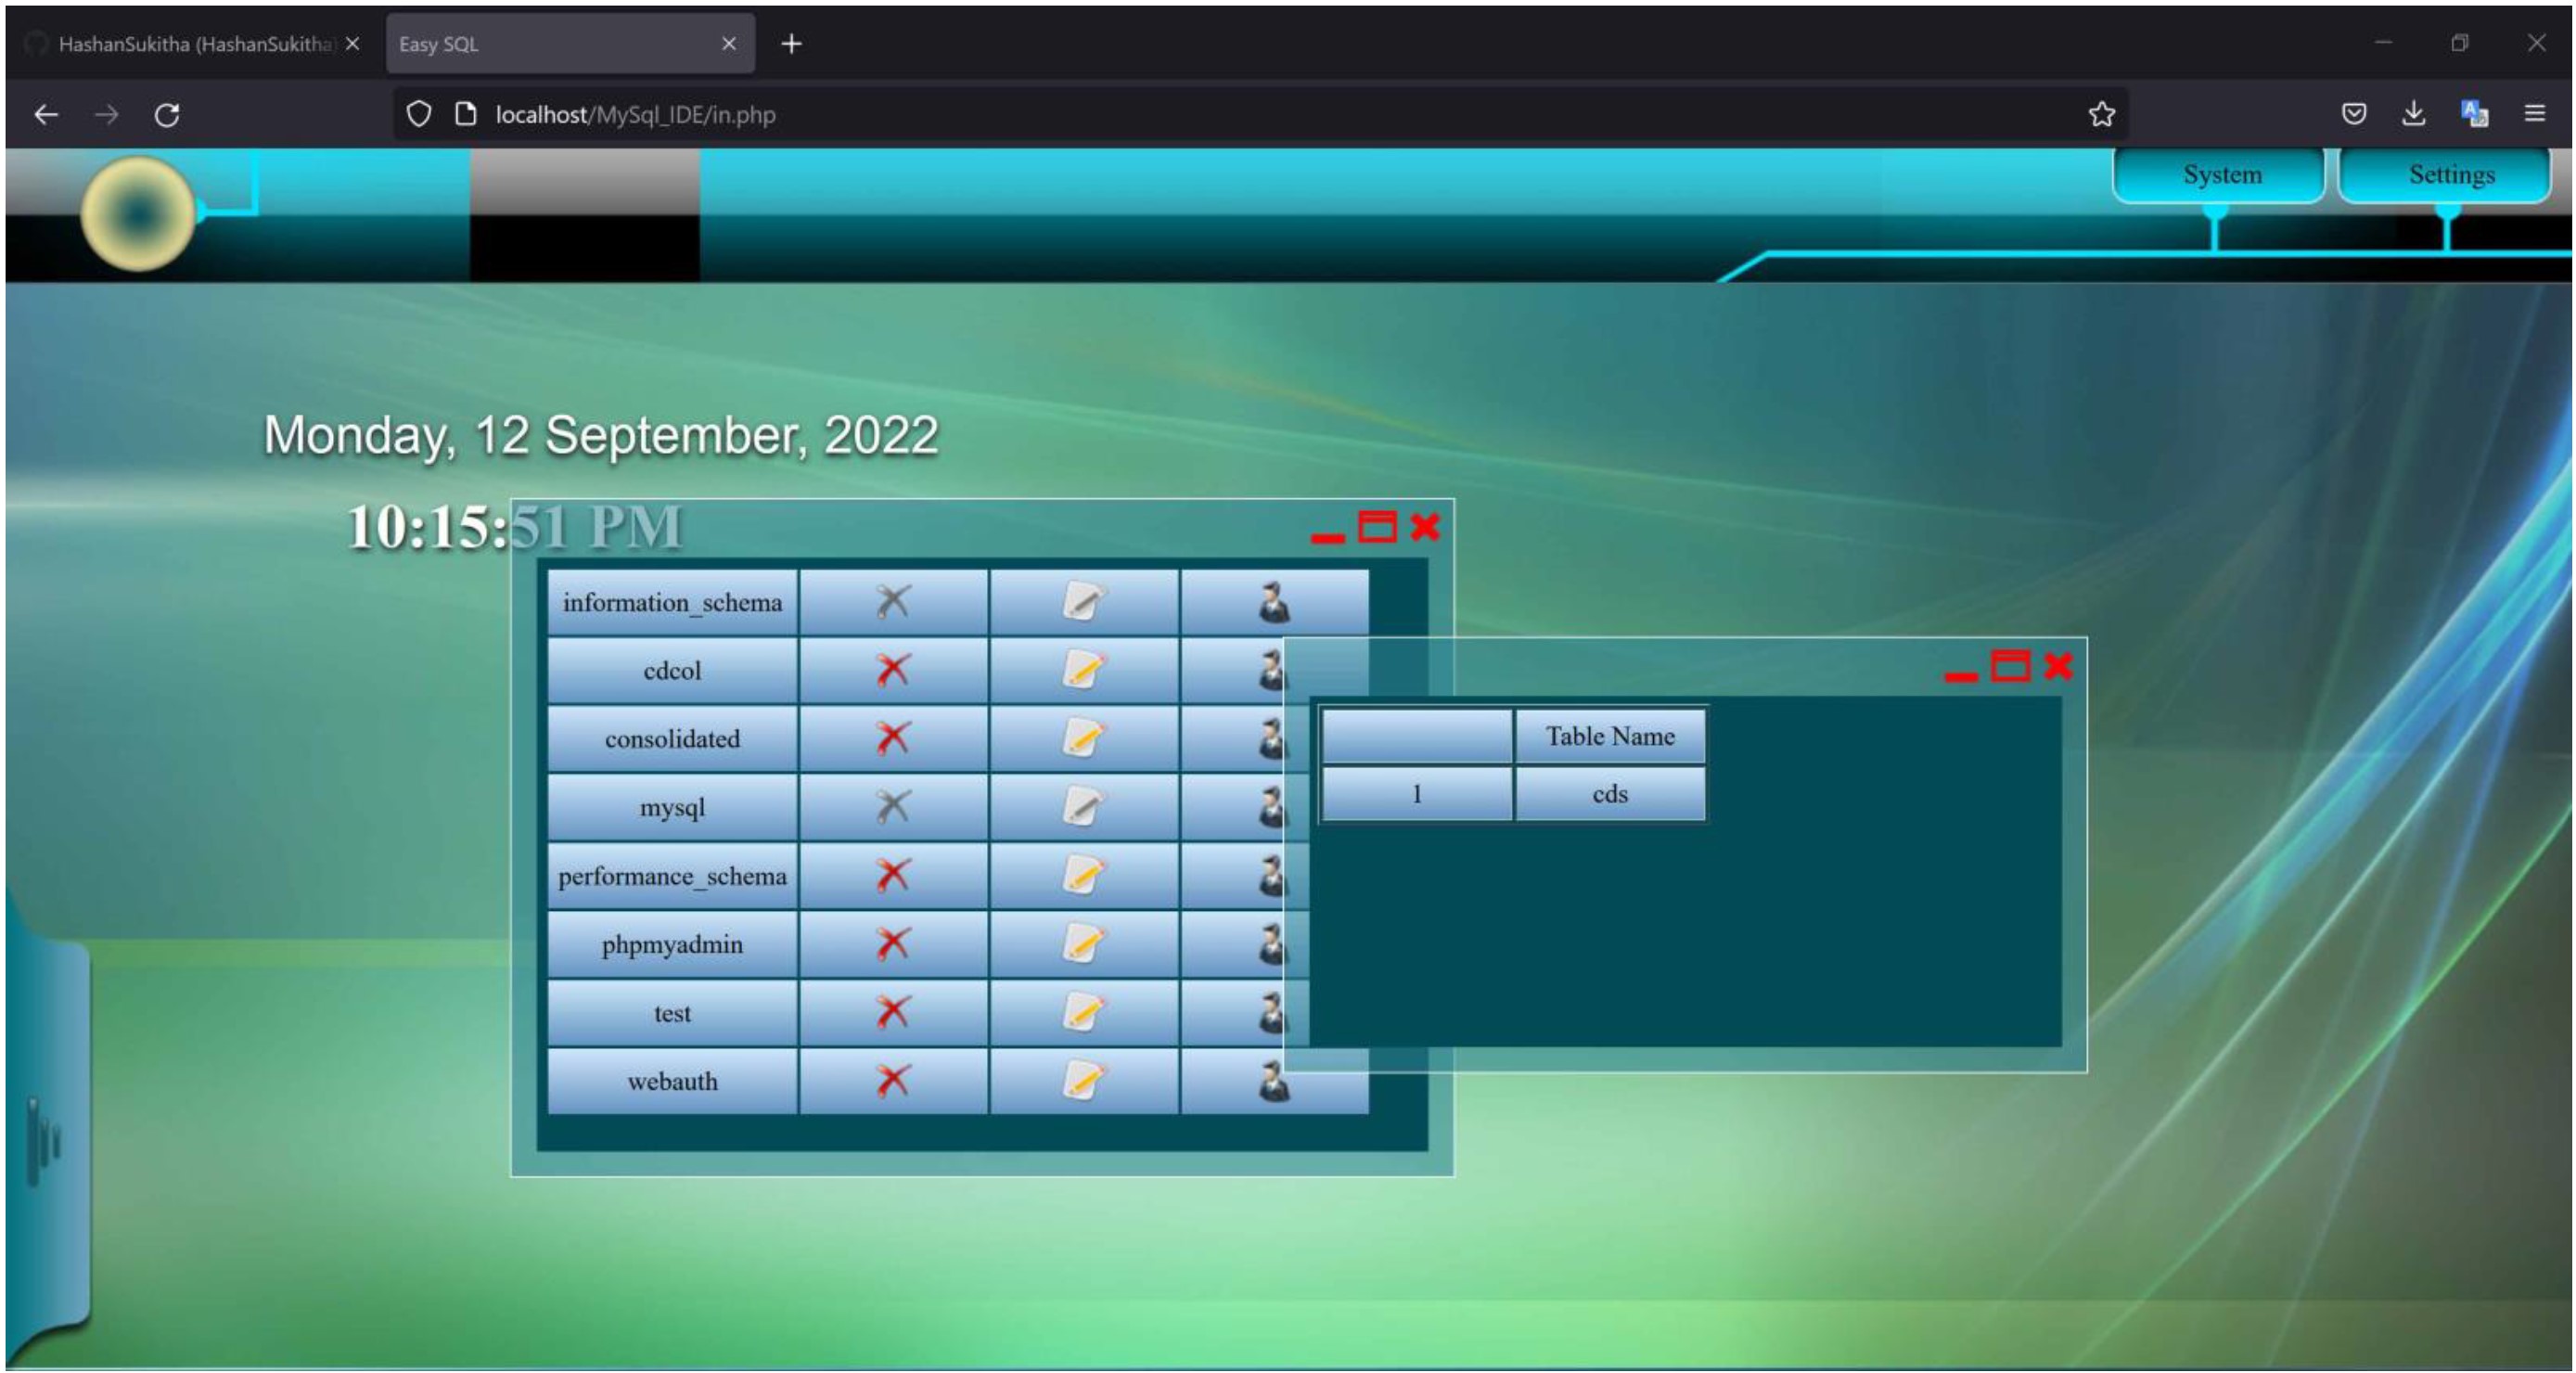 HashanSukitha (HashanSukitha)
Easy SQL
localhost/MySql_IDE/in.php
System
Settings
Monday, 12 September, 2022
10:15:51 PM
information_schema
cdcol
consolidated
mysql
performance_schema
phpmyadmin
test
webauth
Table Name
1 cds